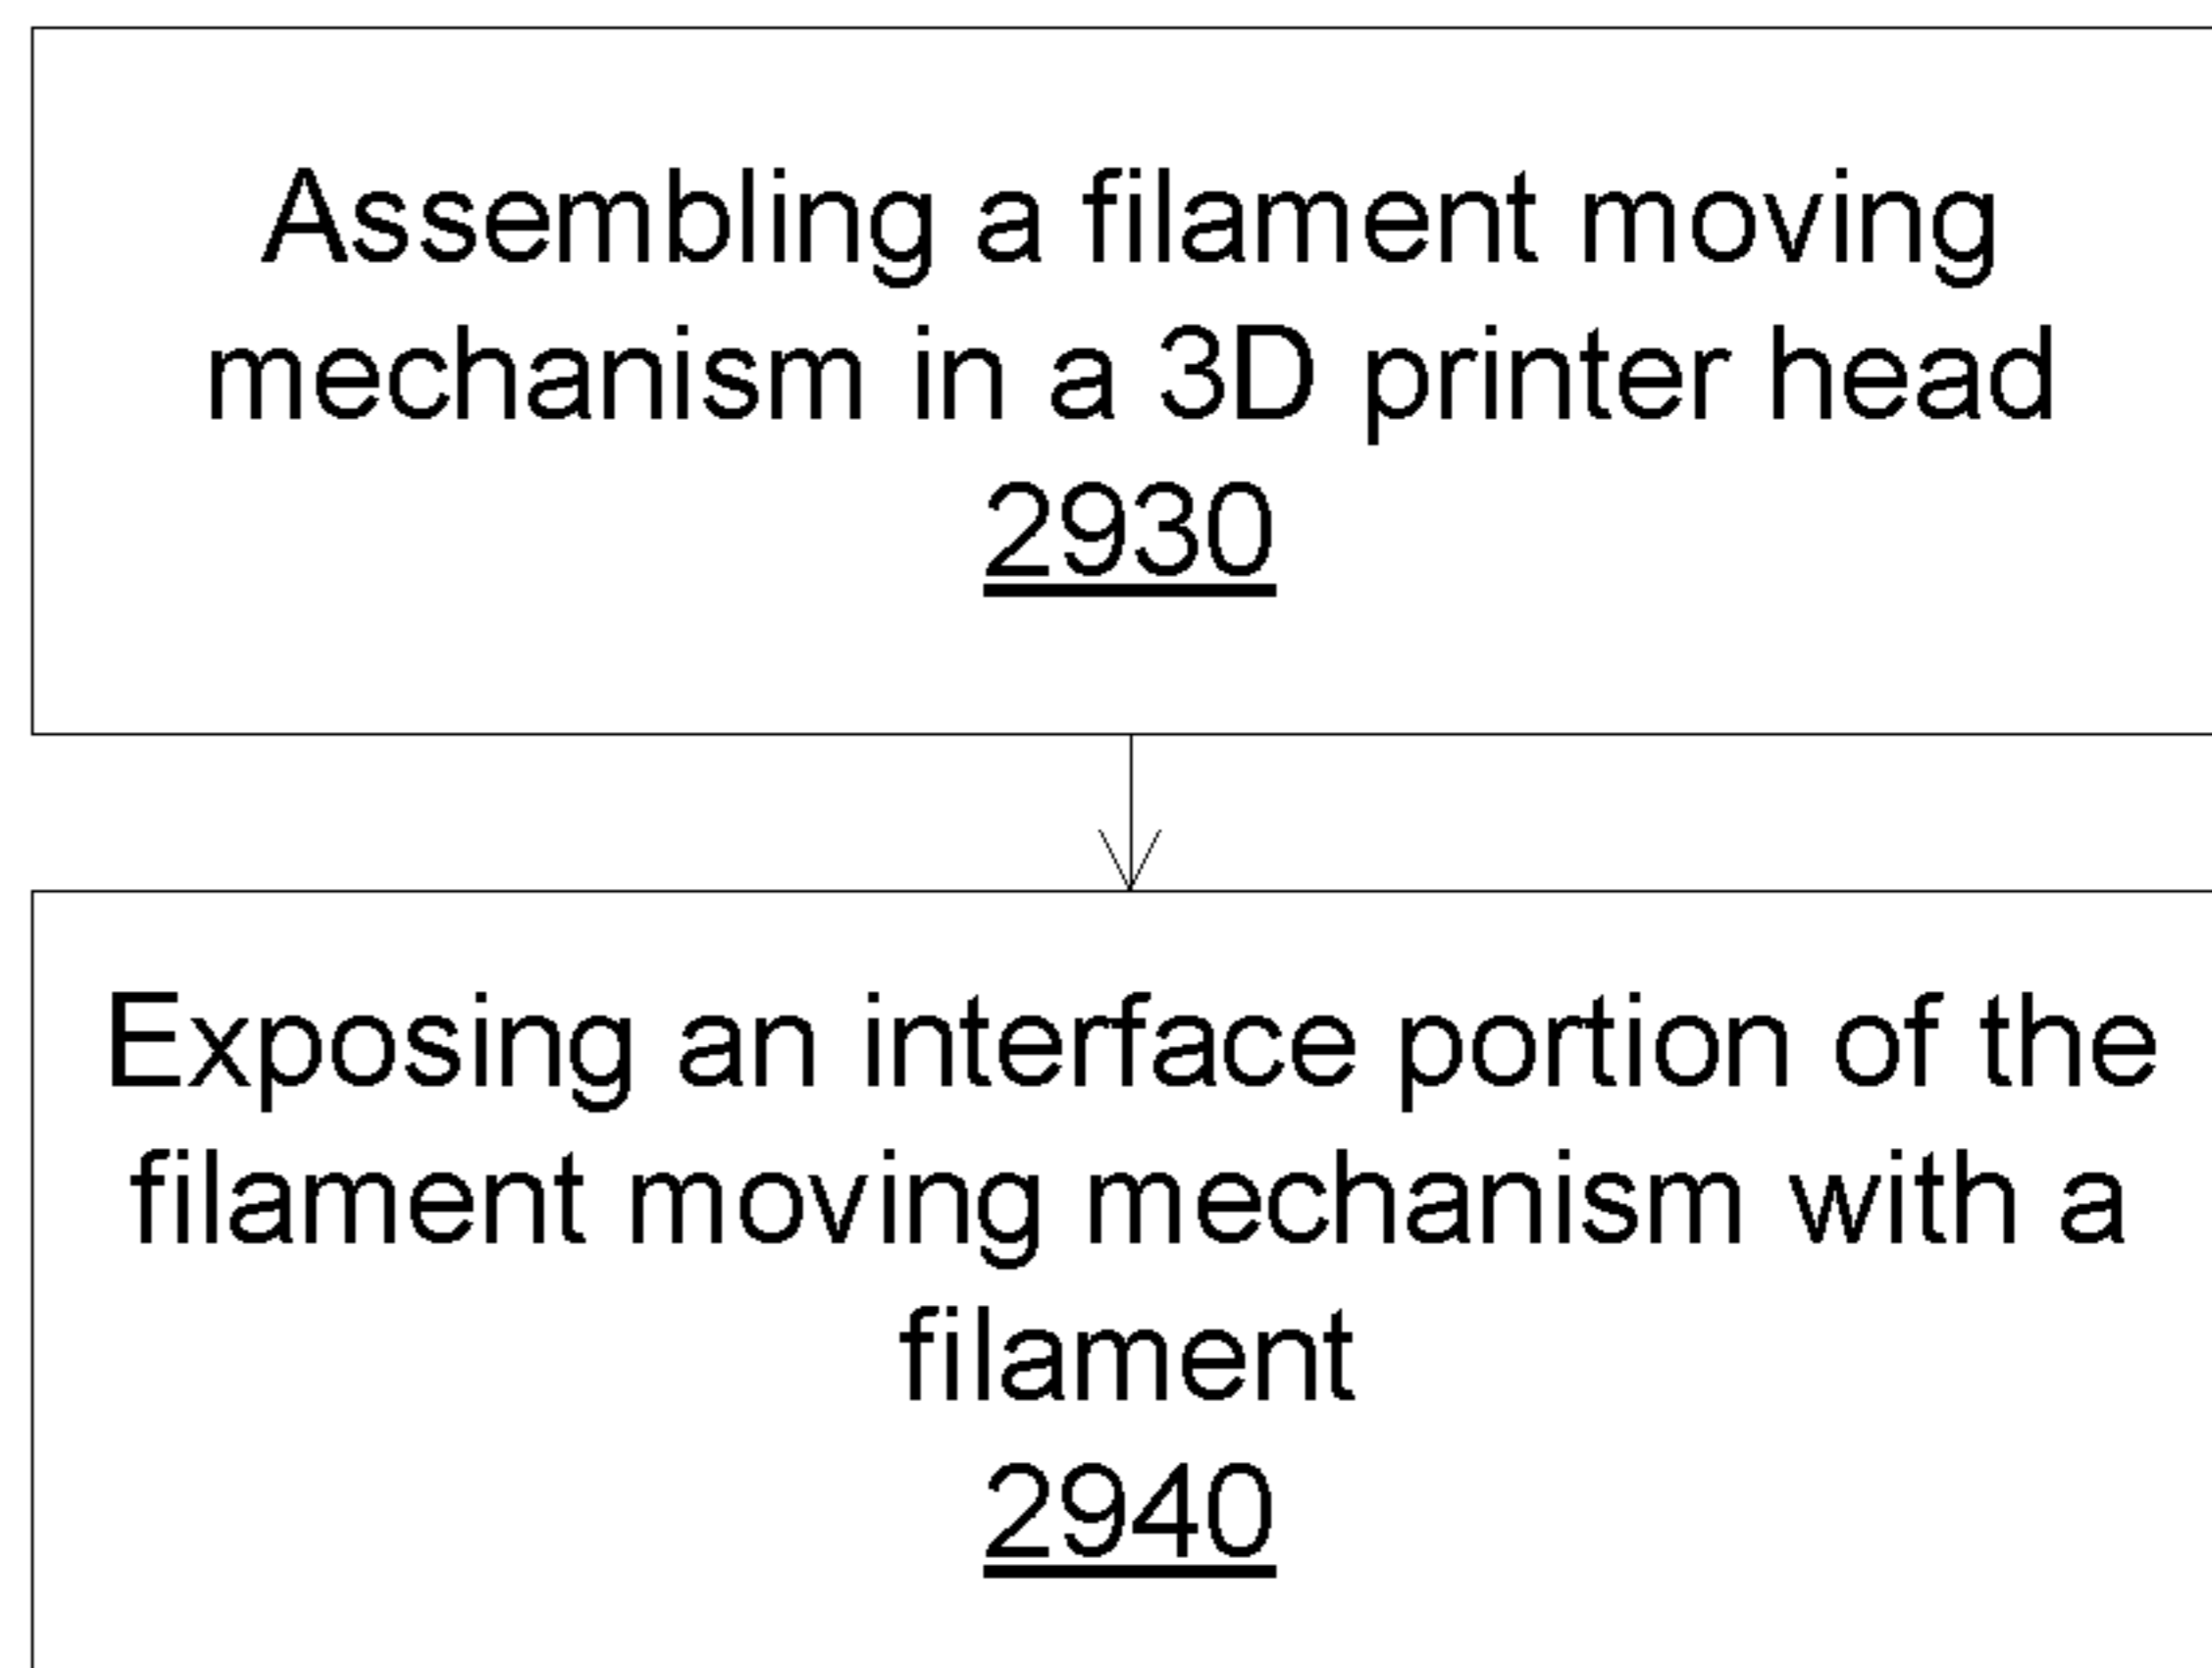 Assembling a filament moving
mechanism in a 3D printer head
2930
Exposing an interface portion of the
filament moving mechanism with a
filament
2940